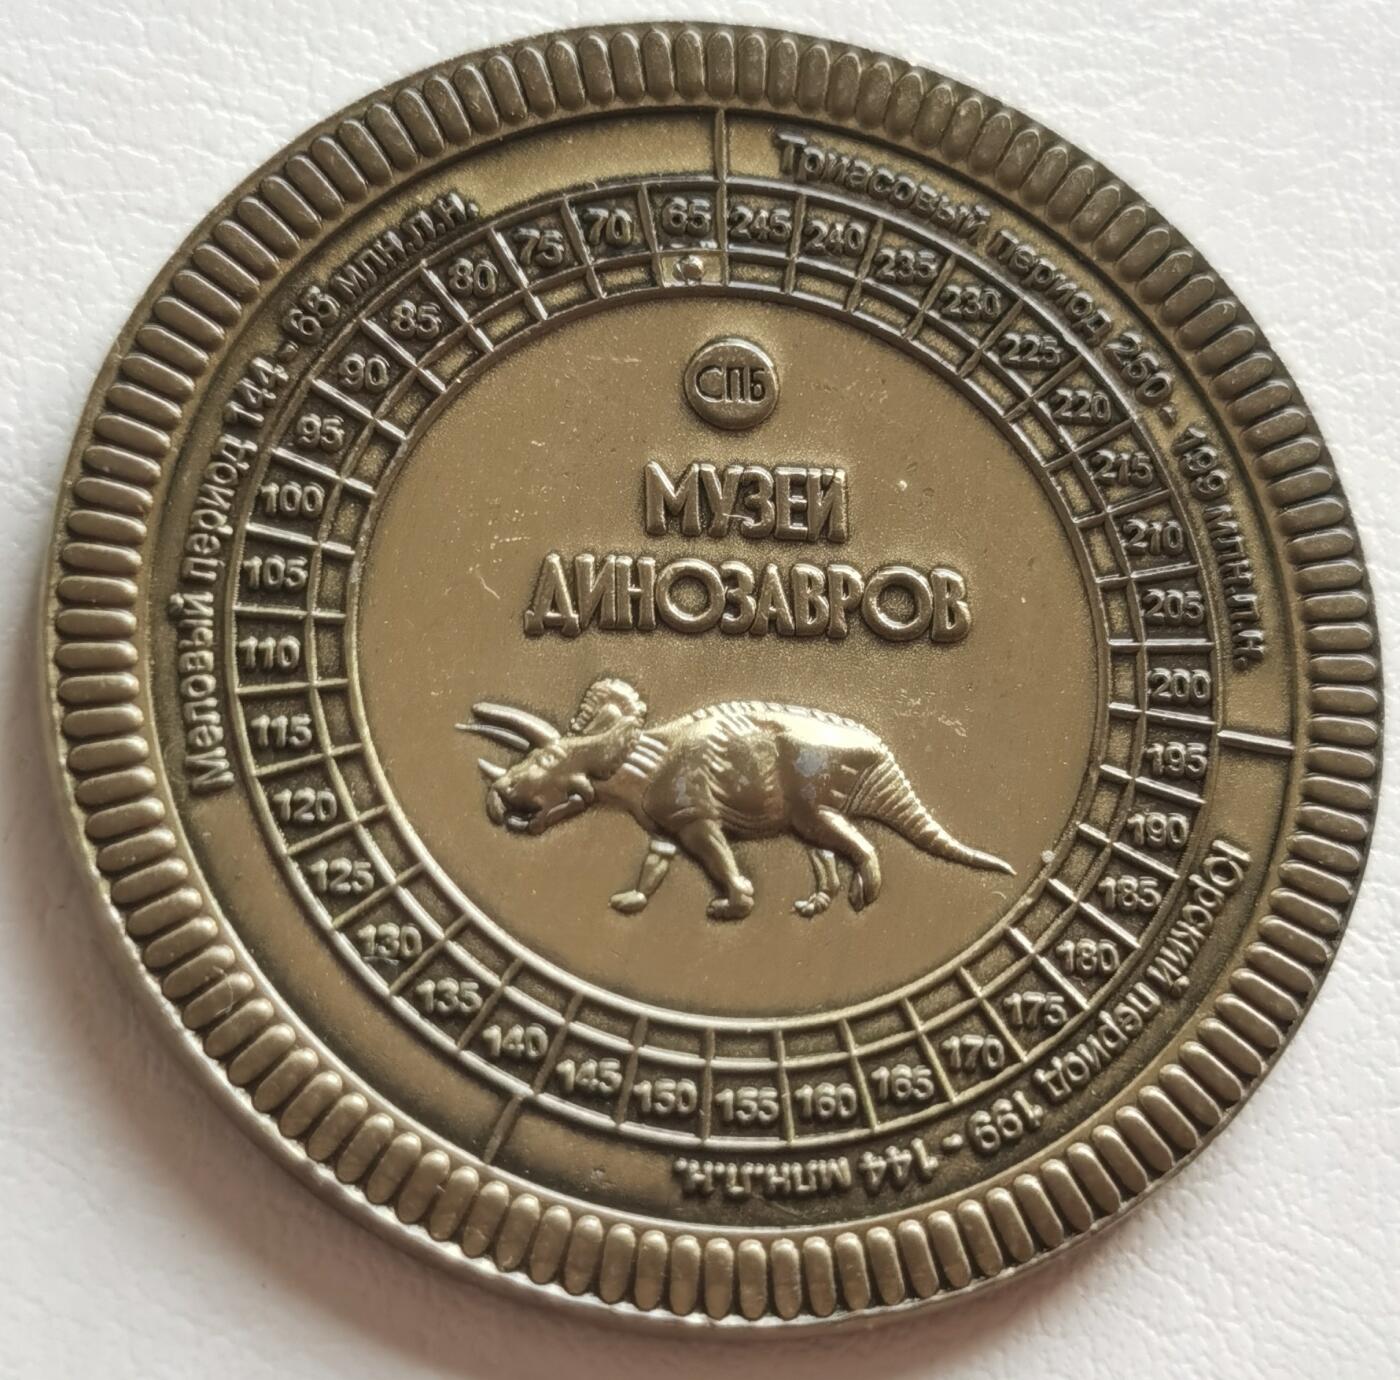 СПБ
МУЗЕЙ
ДИНОЗАВРОВ
Триасовый период 250 - 199 млн.л.н.
Юрский период 199 - 144 млн.л.н.
Меловый период 144 - 65 млн.л.н.
245 240 235 230 225 220 215 210 205 200 195 190 185 180 175 170 165 160 155 150 145 140 135 130 125 120 115 110 105 100 95 90 85 80 75 70 65